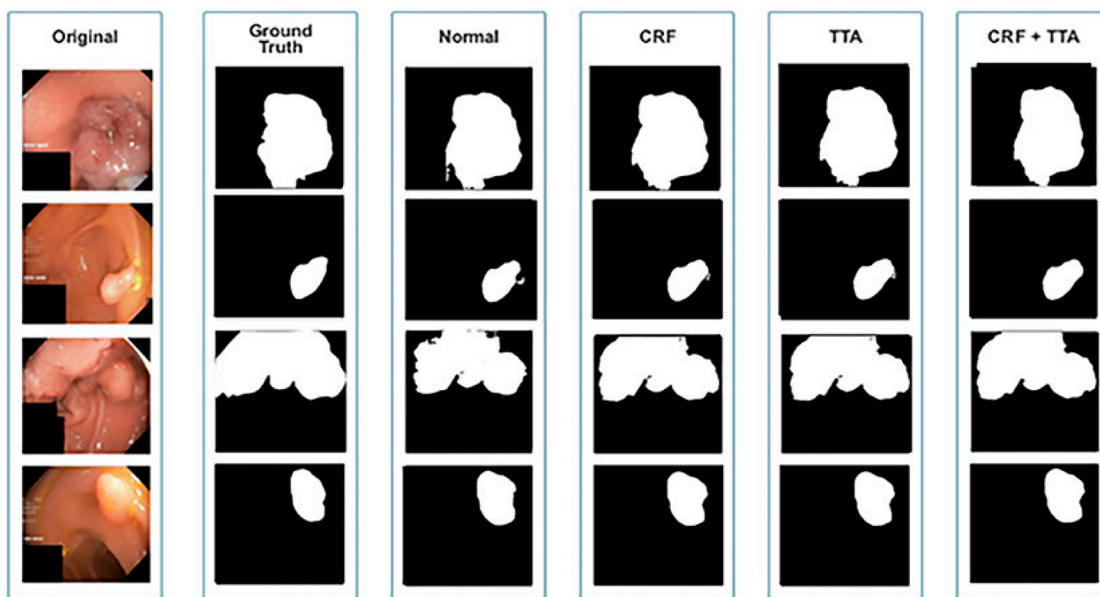 Original
Ground
Truth
Normal
CRF
TTA
CRF + TTA